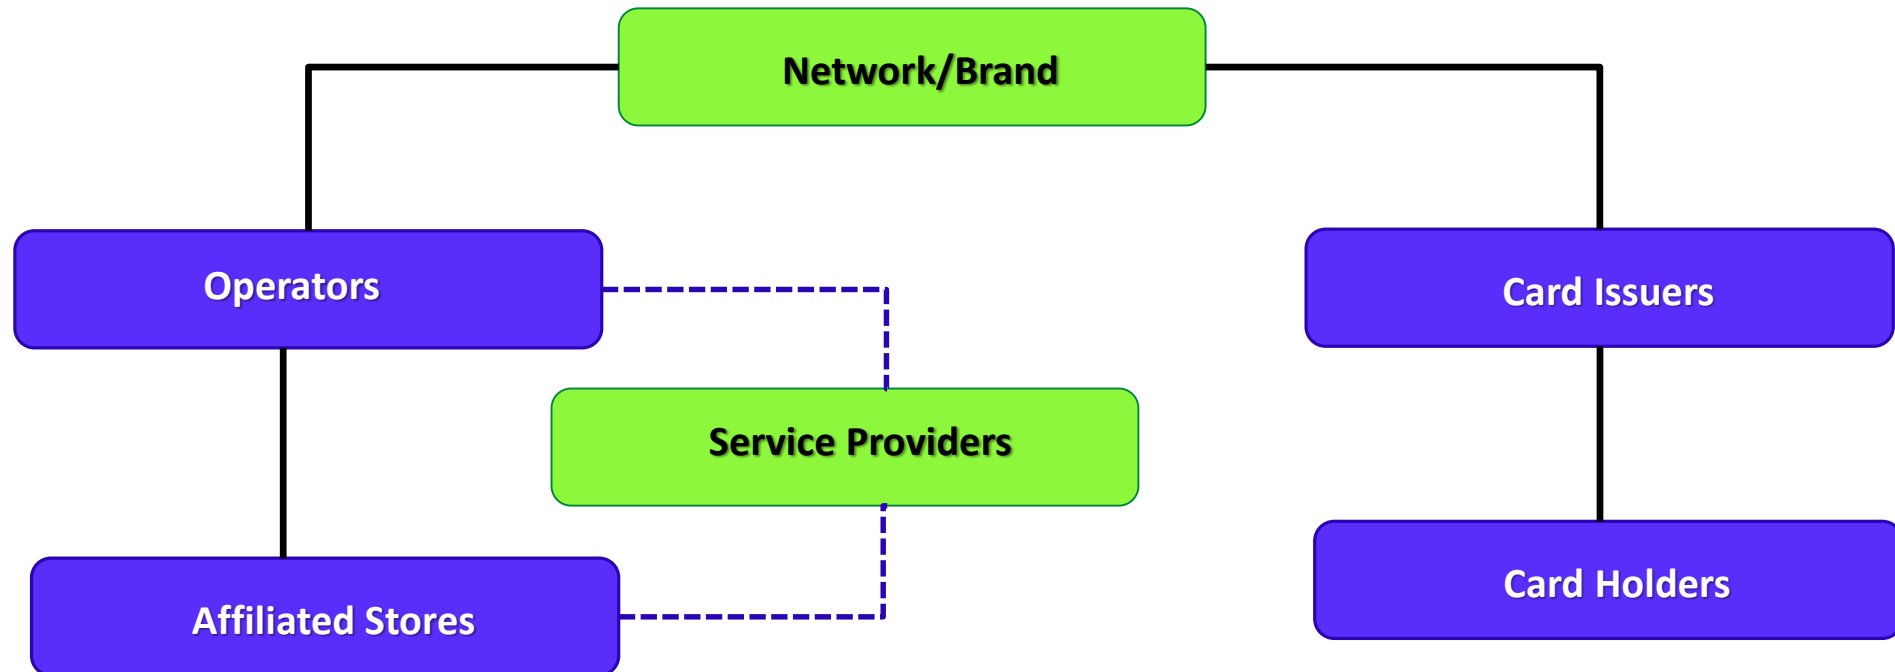 Network/Brand
Operators
Card Issuers
Service Providers
Card Holders
Affiliated Stores